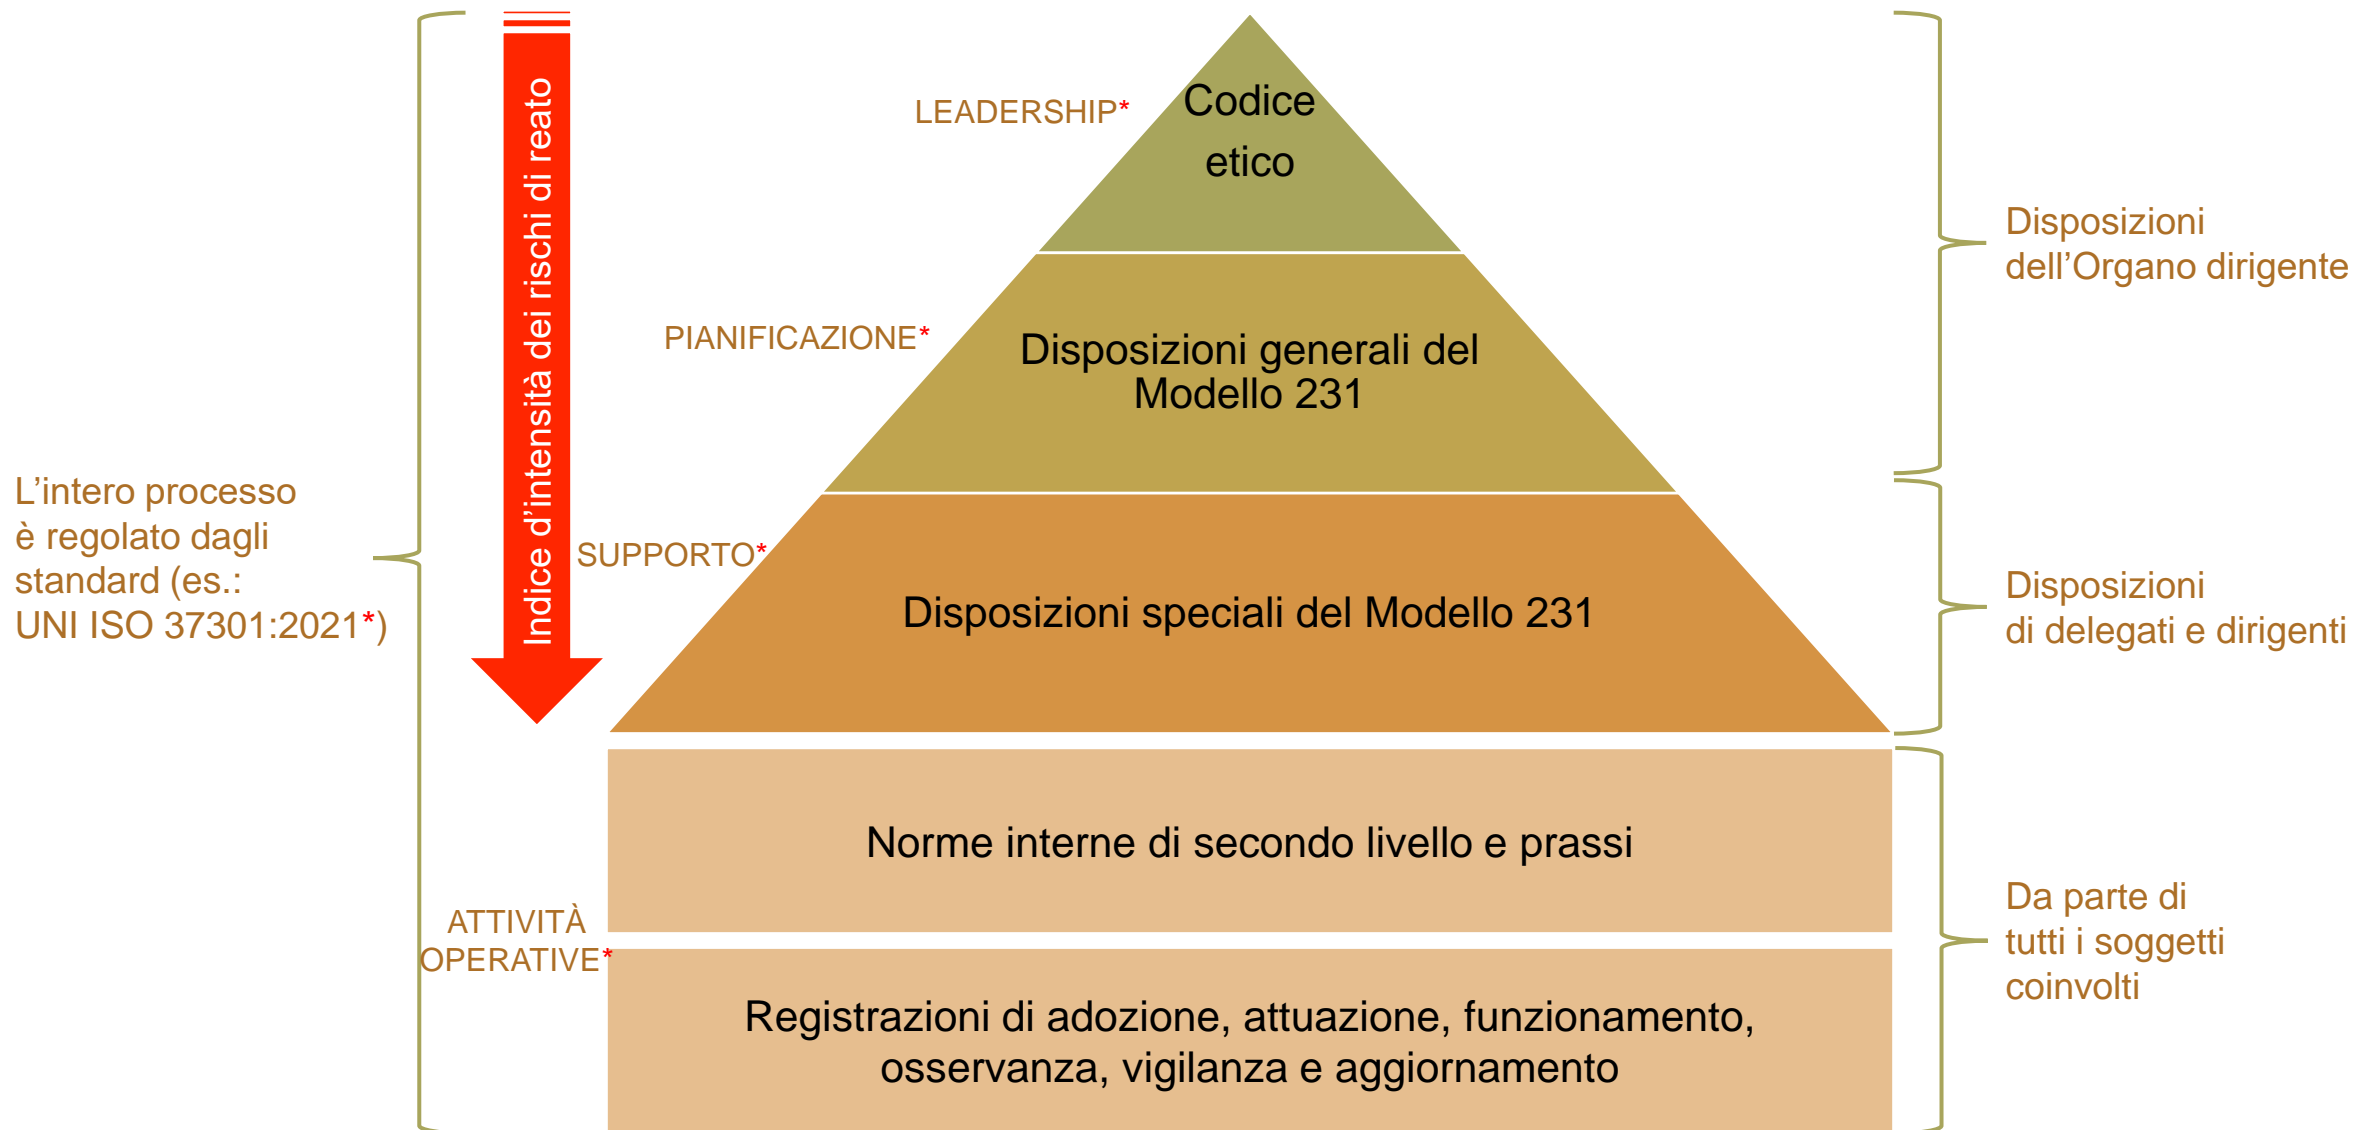 L’intero processo
è regolato dagli
standard (es.:
UNI ISO 37301:2021*)
Indice d’intensità dei rischi di reato
LEADERSHIP*
Codice
etico
PIANIFICAZIONE*
Disposizioni generali del
Modello 231
SUPPORTO*
Disposizioni speciali del Modello 231
Norme interne di secondo livello e prassi
ATTIVITÀ
OPERATIVE*
Registrazioni di adozione, attuazione, funzionamento,
osservanza, vigilanza e aggiornamento
Disposizioni
dell’Organo dirigente
Disposizioni
di delegati e dirigenti
Da parte di
tutti i soggetti
coinvolti